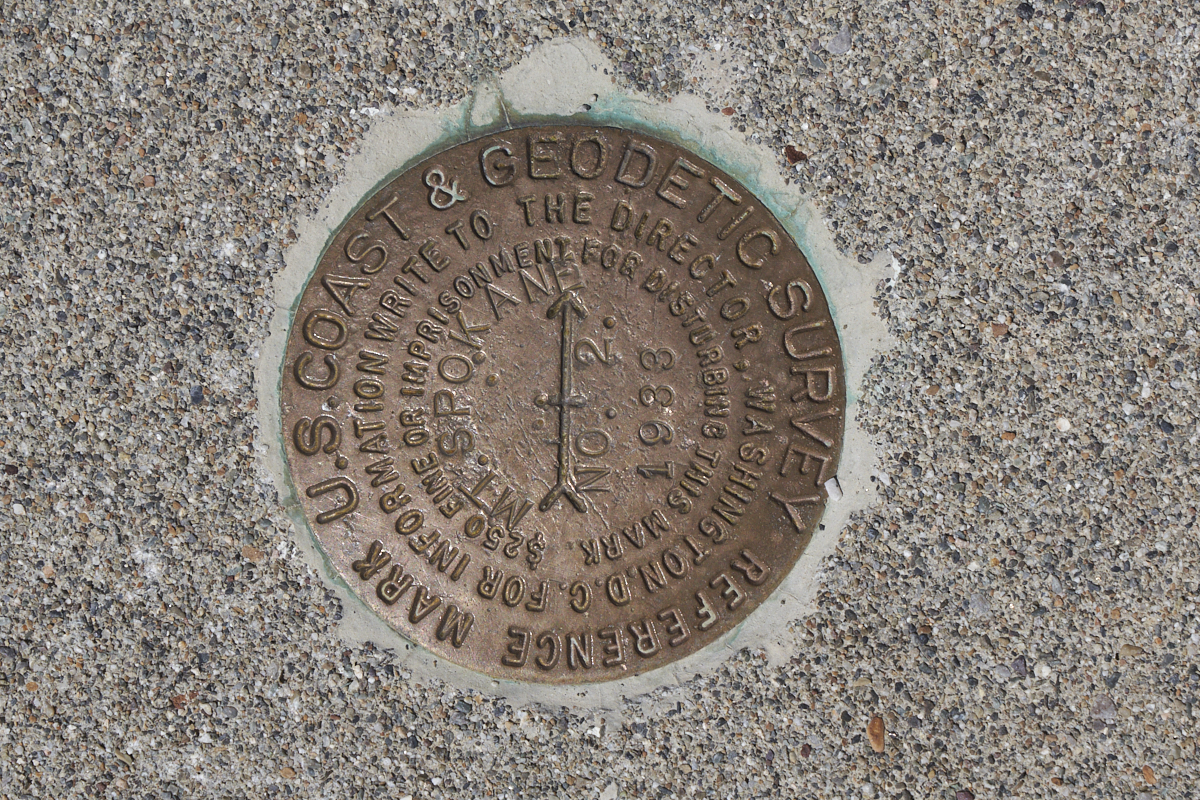 U.S. COAST & GEODETIC SURVEY
REFERENCE MARK
FOR INFORMATION WRITE TO THE DIRECTOR, WASHINGTON, D.C.
$250 FINE OR IMPRISONMENT FOR DISTURBING THIS MARK.
MT. SPOKANE
NO. 2.
1933